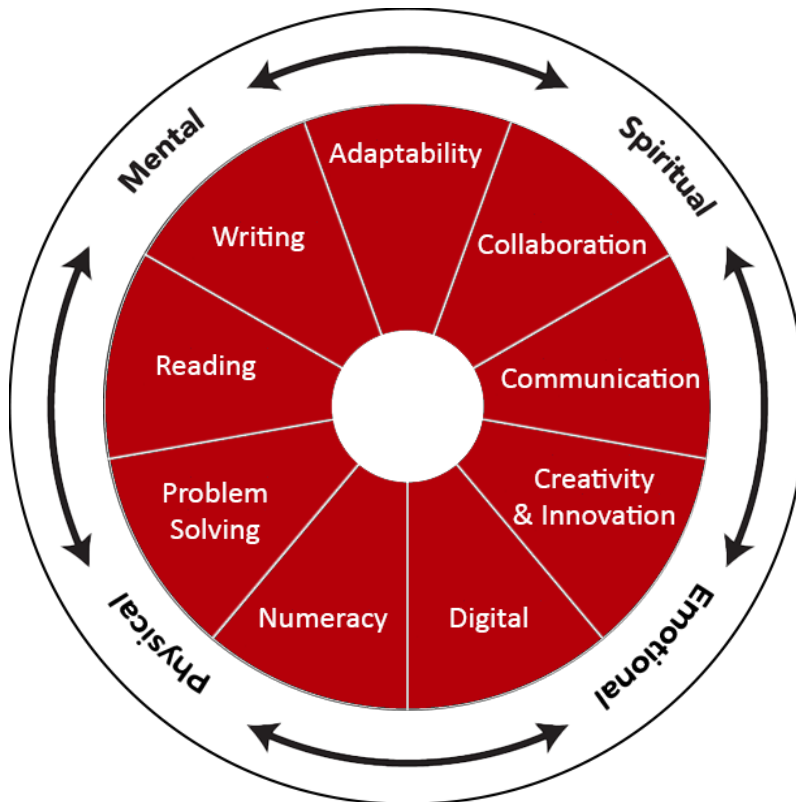 Mental
Spiritual
Adaptability
Writing
Collaboration
Reading
Communication
Problem
Solving
Creativity
& Innovation
Numeracy
Digital
Physical
Emotional